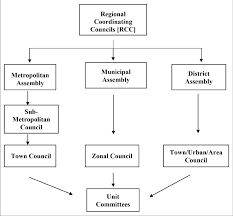 Regional
Coordinating
Councils [RCC]
Metropolitan
Assembly
Municipal
Assembly
District
Assembly
Sub-
Metropolitan
Council
Town Council
Zonal Council
Town/Urban/Area
Council
Unit
Committees